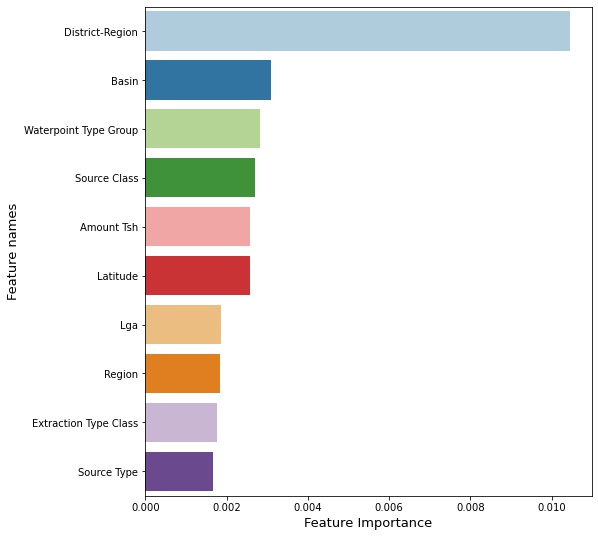 District-Region
Basin
Waterpoint Type Group
Source Class
Amount Tsh
Latitude
Lga
Region
Extraction Type Class
Source Type
Feature names
0.000 0.002 0.004 0.006 0.008 0.010
Feature Importance